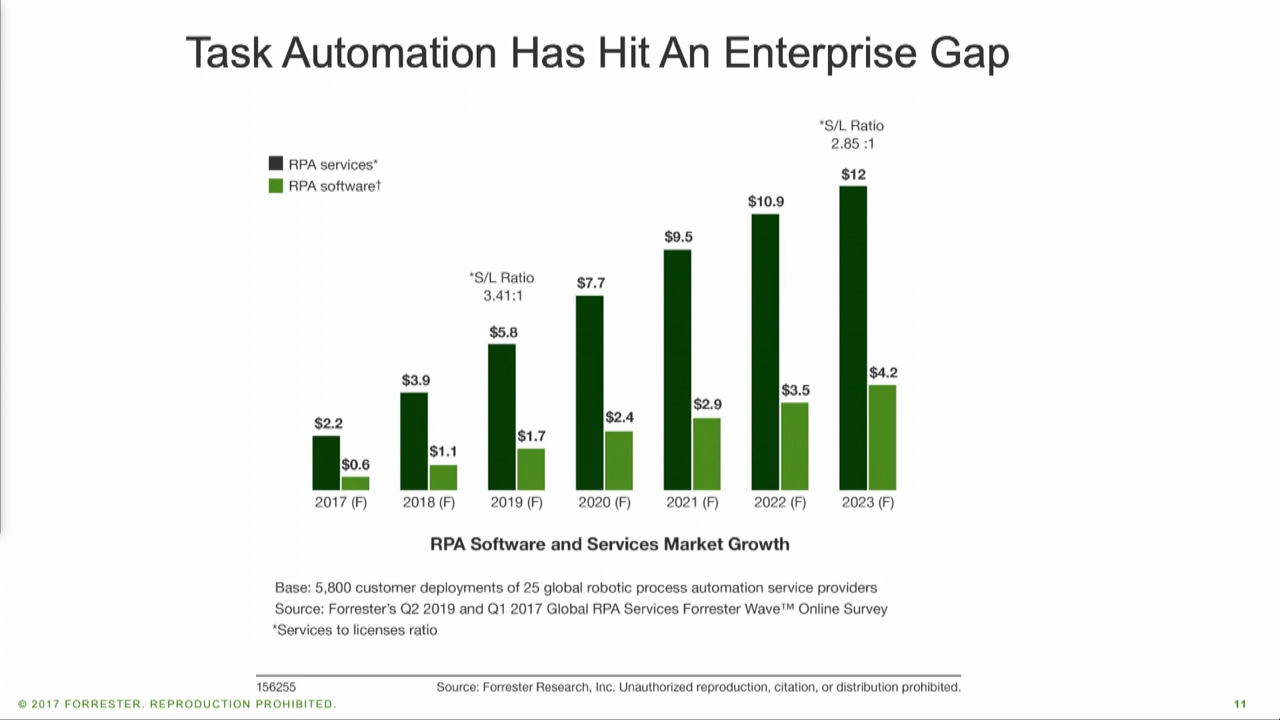 Task Automation Has Hit An Enterprise Gap
*S/L Ratio
2.85 :1
RPA services*
RPA software†
$12
$10.9
$9.5
*S/L Ratio
3.41:1
$7.7
$5.8
$3.9
$4.2
$3.5
$2.9
$2.4
$2.2
$1.7
$1.1
$0.6
2017 (F) 2018 (F) 2019 (F) 2020 (F) 2021 (F) 2022 (F) 2023 (F)
RPA Software and Services Market Growth
Base: 5,800 customer deployments of 25 global robotic process automation service providers
Source: Forrester's Q2 2019 and Q1 2017 Global RPA Services Forrester Wave™ Online Survey
*Services to licenses ratio
156255 Source: Forrester Research, Inc. Unauthorized reproduction, citation, or distribution prohibited.
© 2017 FORRESTER. REPRODUCTION PROHIBITED. 11